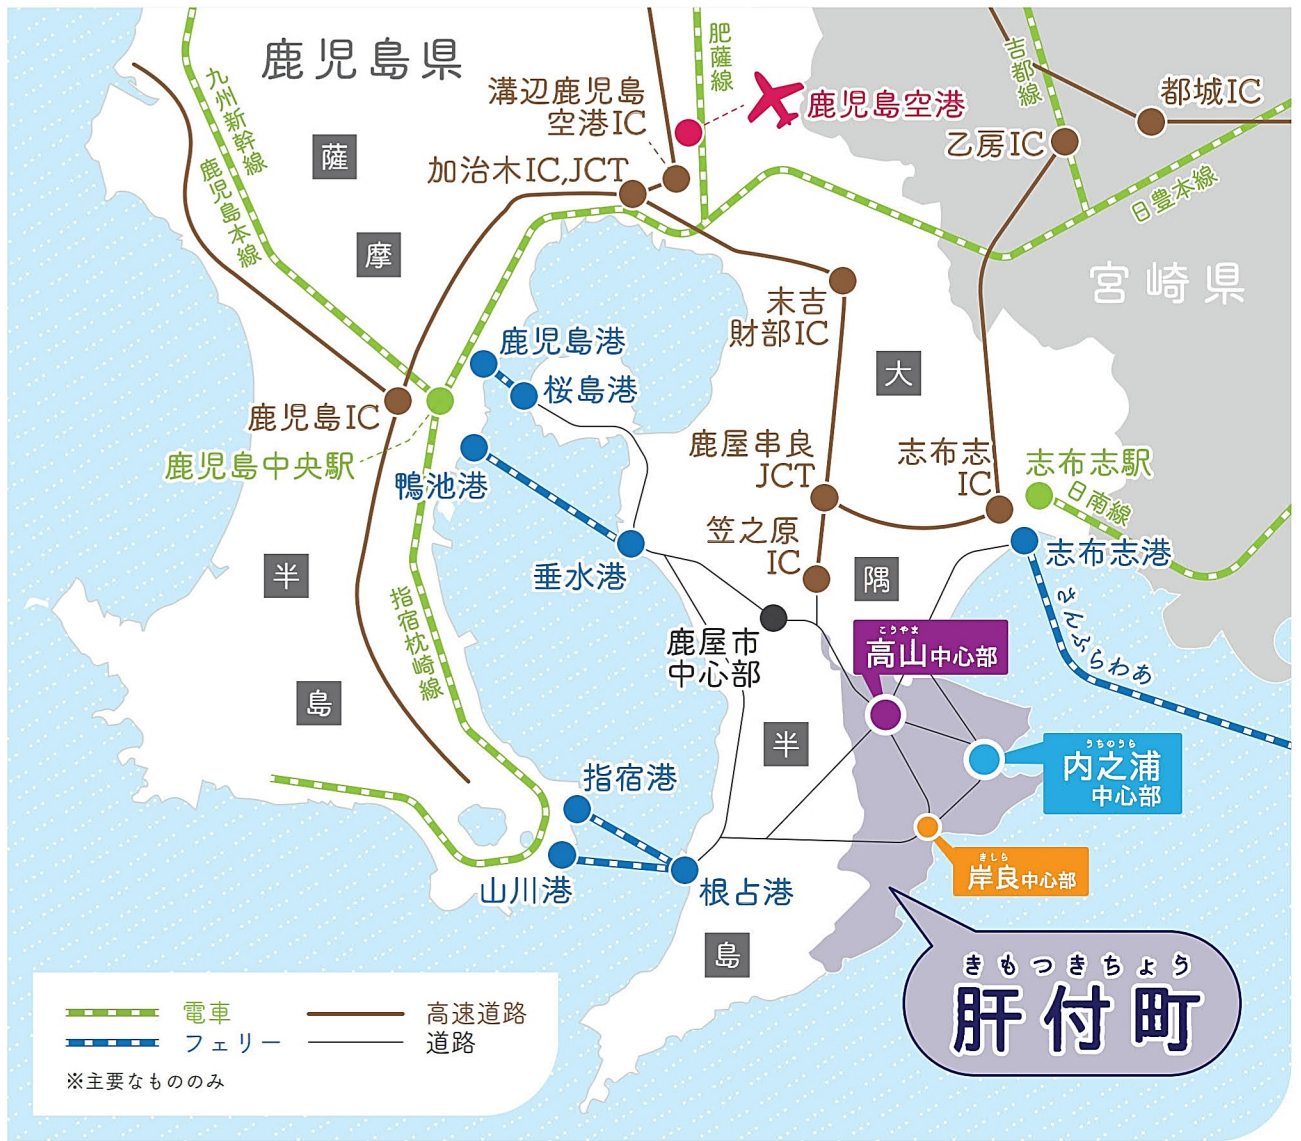 鹿児島県
九州新幹線
鹿児島本線
薩
摩
半
島
溝辺鹿児島
空港IC
加治木IC,JCT
肥薩線
鹿児島空港
吉都線
都城IC
乙房IC
日豊本線
宮崎県
末吉
財部IC
大
隅
半
島
鹿児島港
桜島港
鹿児島IC
鹿児島中央駅
鴨池港
垂水港
鹿屋串良
JCT
笠之原
IC
志布志
IC
志布志駅
日南線
志布志港
さんふらわあ
指宿枕崎線
鹿屋市
中心部
こうやま
高山中心部
うちのうら
内之浦
中心部
きしら
岸良中心部
指宿港
山川港
根占港
きもつきちょう
肝付町
電車
高速道路
フェリー
道路
※主要なもののみ